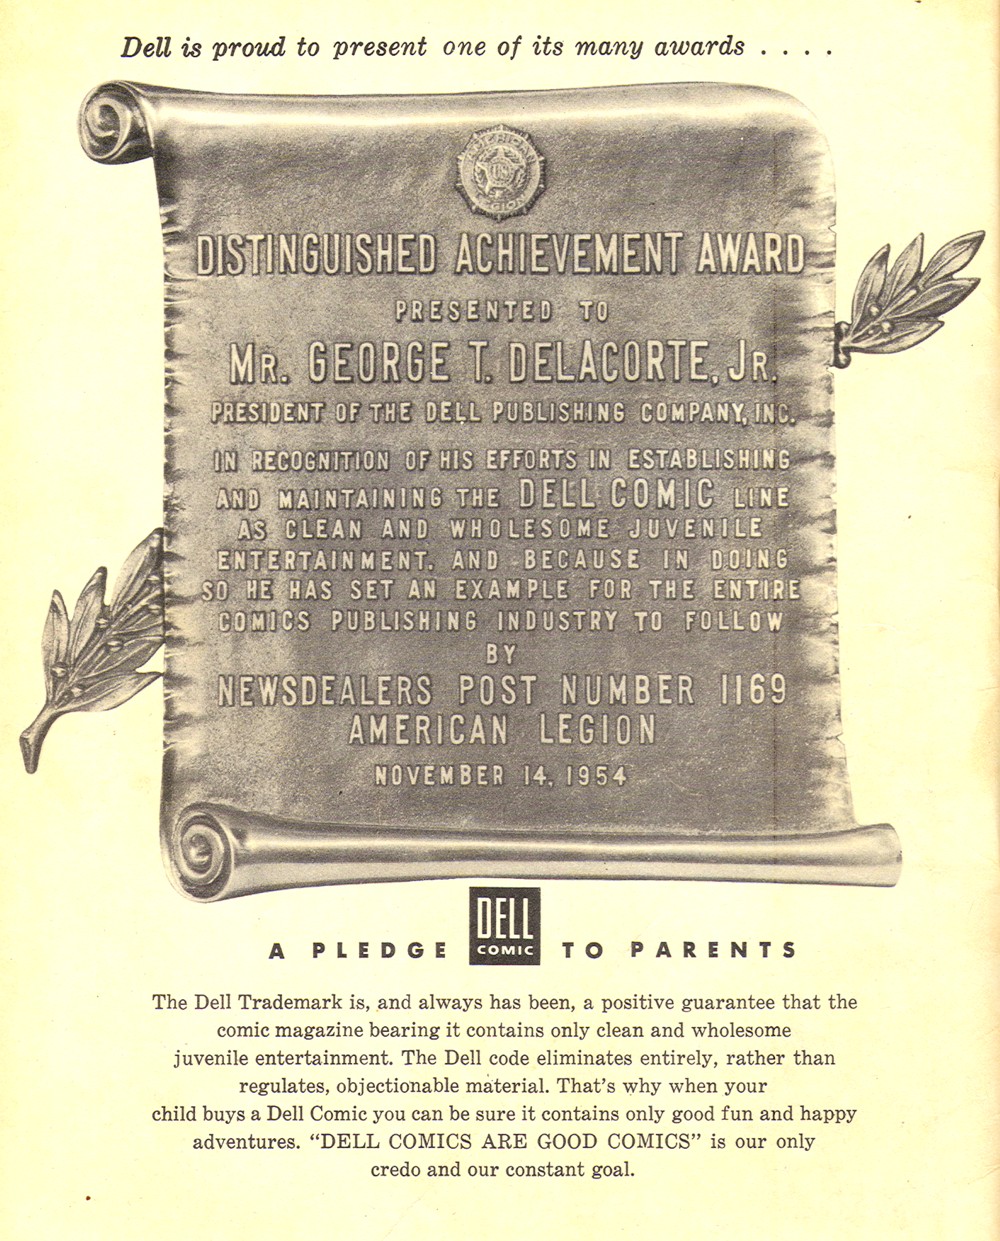 Dell is proud to present one of its many awards . . . .
AMERICAN
US
LEGION
DISTINGUISHED ACHIEVEMENT AWARD
PRESENTED TO
MR. GEORGE T. DELACORTE, JR.
PRESIDENT OF THE DELL PUBLISHING COMPANY, INC.
IN RECOGNITION OF HIS EFFORTS IN ESTABLISHING
AND MAINTAINING THE DELL COMIC LINE
AS CLEAN AND WHOLESOME JUVENILE
ENTERTAINMENT, AND BECAUSE IN DOING
SO HE HAS SET AN EXAMPLE FOR THE ENTIRE
COMICS PUBLISHING INDUSTRY TO FOLLOW
BY
NEWSDEALERS POST NUMBER 1169
AMERICAN LEGION
NOVEMBER 14, 1954
DELL
COMIC
A PLEDGE TO PARENTS
The Dell Trademark is, and always has been, a positive guarantee that the
comic magazine bearing it contains only clean and wholesome
juvenile entertainment. The Dell code eliminates entirely, rather than
regulates, objectionable material. That's why when your
child buys a Dell Comic you can be sure it contains only good fun and happy
adventures. “DELL COMICS ARE GOOD COMICS” is our only
credo and our constant goal.